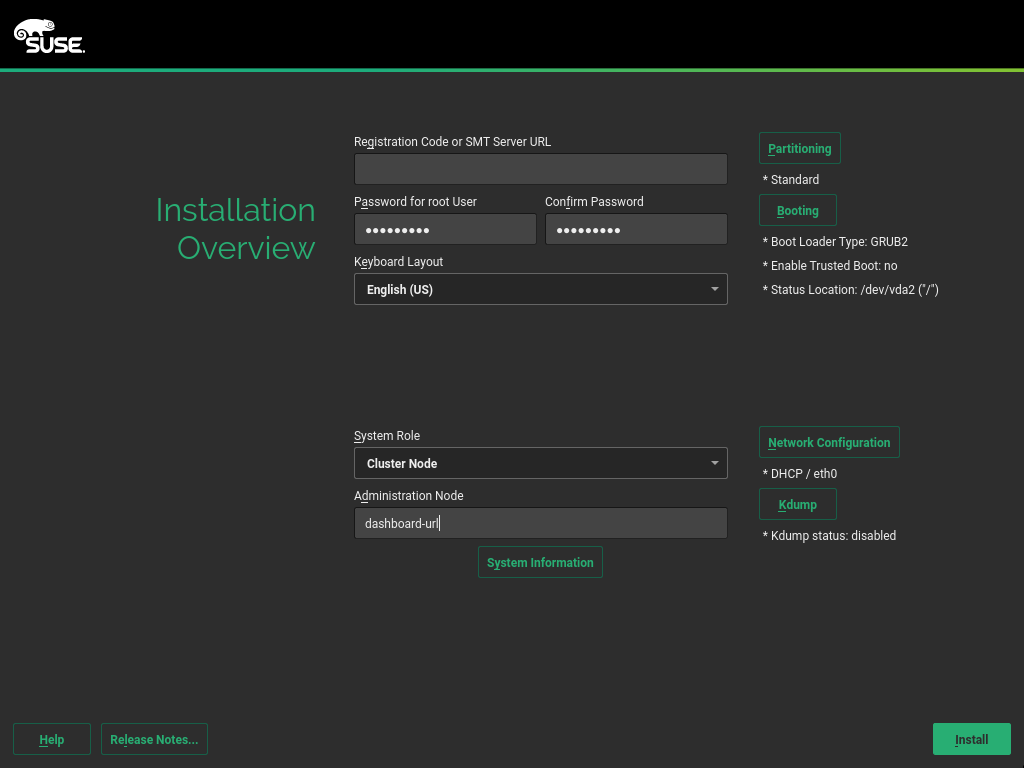 SUSE.
Installation
Overview
Registration Code or SMT Server URL
Password for root User
Confirm Password
●●●●●●●●●
●●●●●●●●●
Keyboard Layout
English (US)
Partitioning
* Standard
Booting
* Boot Loader Type: GRUB2
* Enable Trusted Boot: no
* Status Location: /dev/vda2 ("/")
System Role
Cluster Node
Administration Node
dashboard-url
System Information
Network Configuration
* DHCP / eth0
Kdump
* Kdump status: disabled
Help
Release Notes...
Install